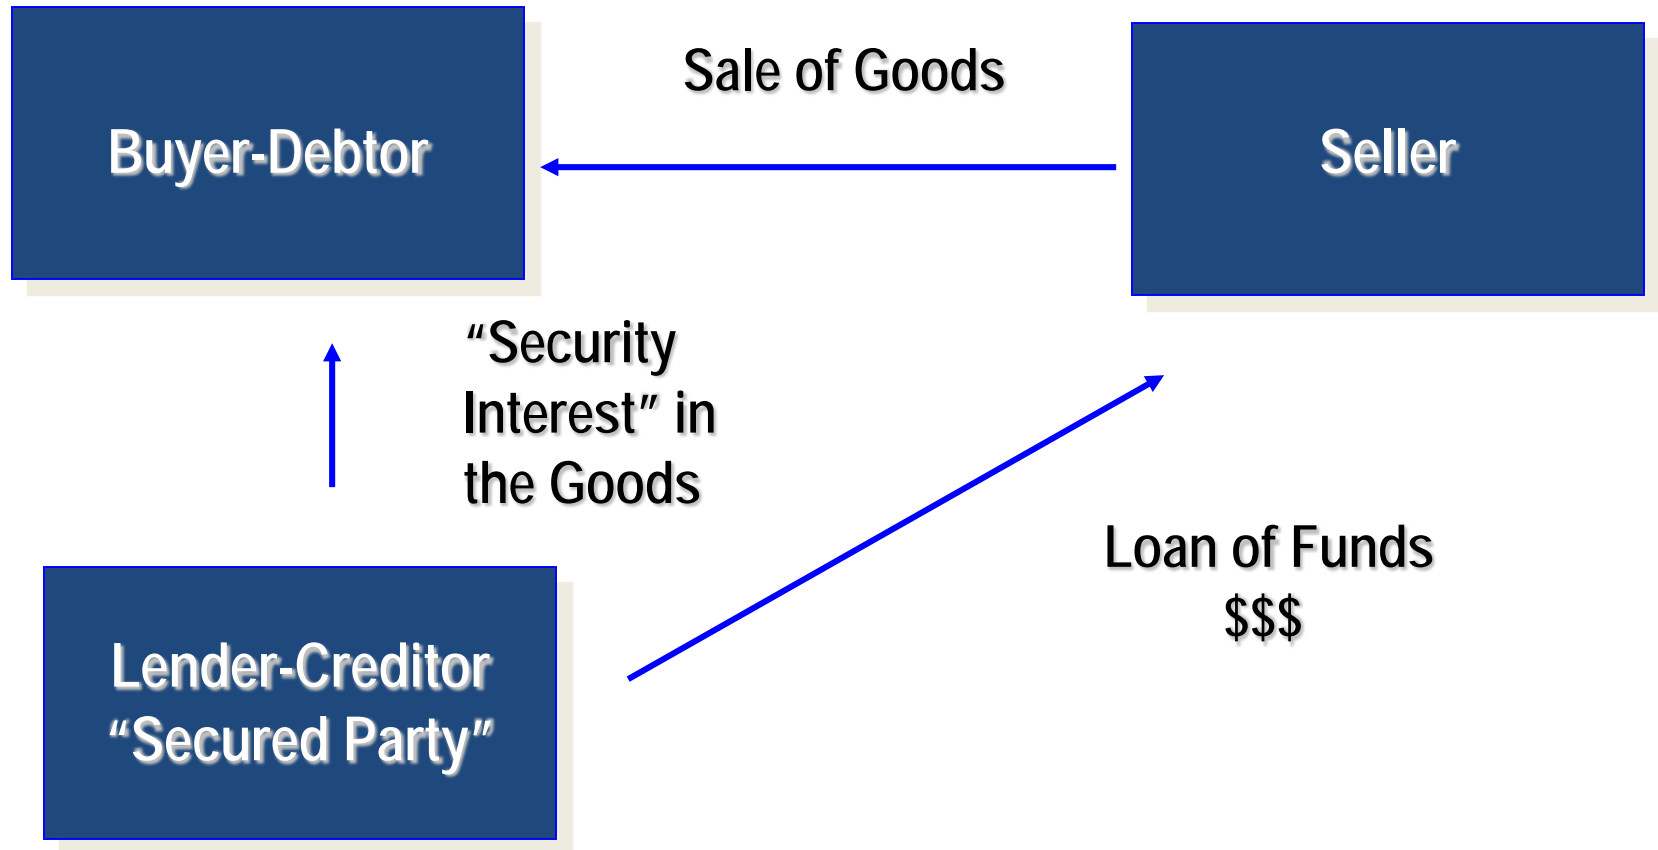 Sale of Goods
Buyer-Debtor
Seller
“Security
Interest” in
the Goods
Loan of Funds
$$$
Lender-Creditor
“Secured Party”